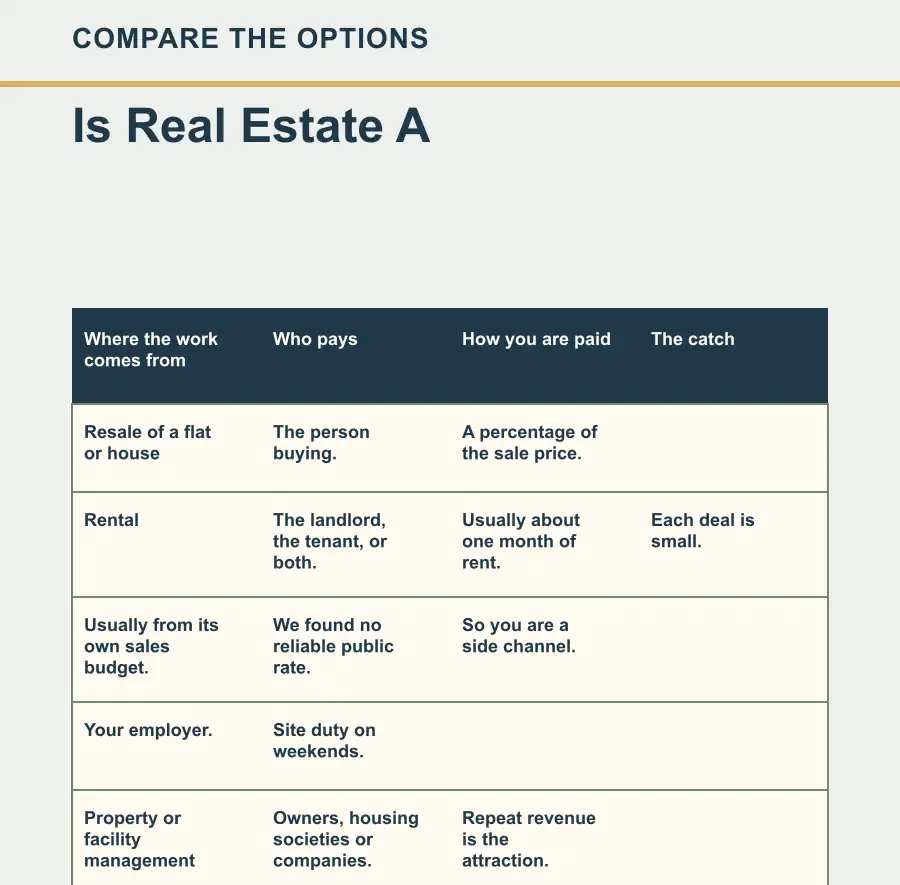 COMPARE THE OPTIONS
Is Real Estate A
Where the work
comes from
Who pays
How you are paid
The catch
Resale of a flat
or house
The person
buying.
A percentage of
the sale price.
Rental
The landlord,
the tenant, or
both.
Usually about
one month of
rent.
Each deal is
small.
Usually from its
own sales
budget.
We found no
reliable public
rate.
So you are a
side channel.
Your employer.
Site duty on
weekends.
Property or
facility
management
Owners, housing
societies or
companies.
Repeat revenue
is the
attraction.